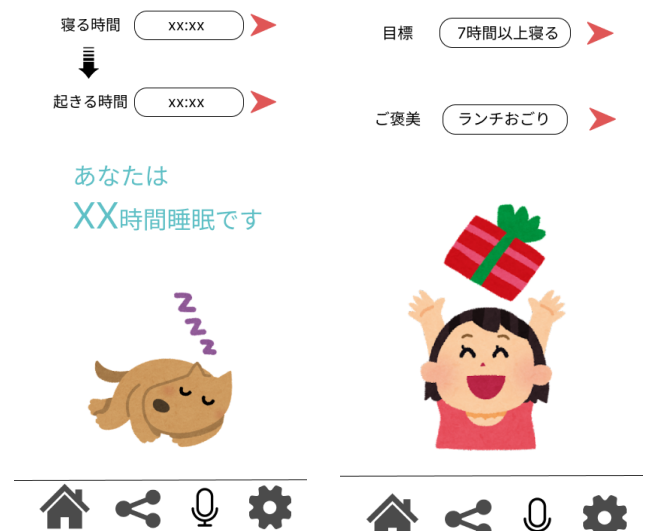 寝る時間 xx:xx
起きる時間 xx:xx
あなたは
XX時間睡眠です
z
z
z
目標 7時間以上寝る
ご褒美 ランチおごり